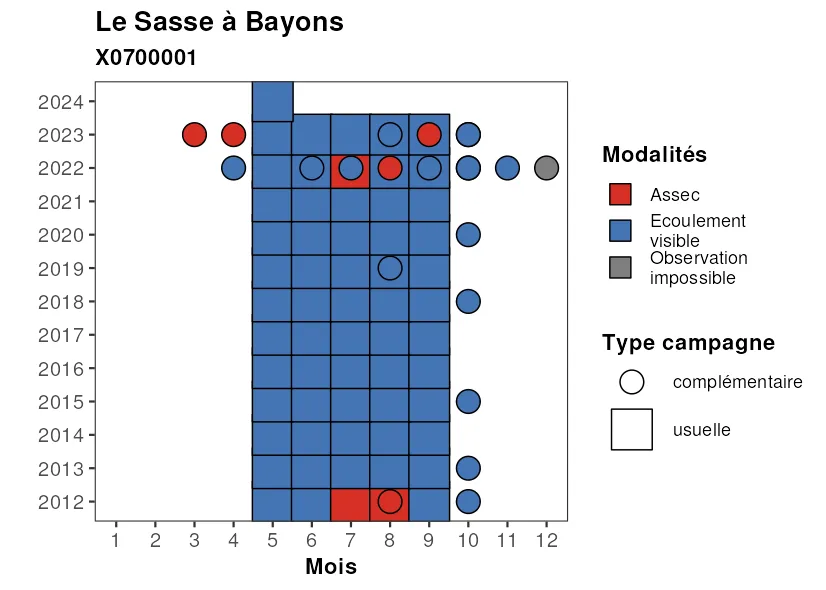 Le Sasse à Bayons
X0700001
2024
2023
2022
2021
2020
2019
2018
2017
2016
2015
2014
2013
2012
1 2 3 4 5 6 7 8 9 10 11 12
Mois
Modalités
Assec
Ecoulement
visible
Observation
impossible
Type campagne
complémentaire
usuelle